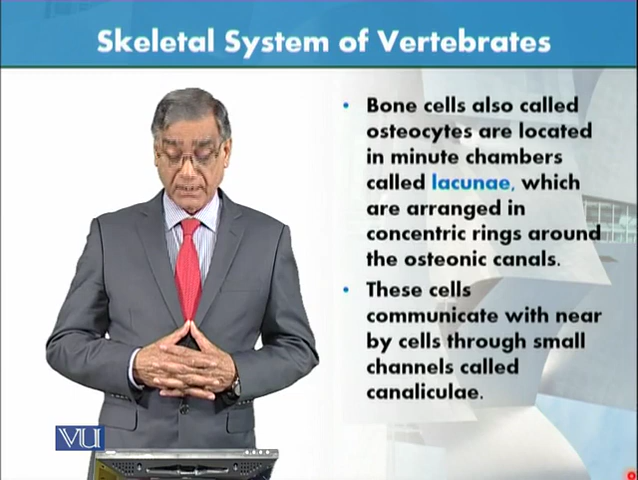 Skeletal System of Vertebrates
• Bone cells also called
osteocytes are located
in minute chambers
called lacunae, which
are arranged in
concentric rings around
the osteonic canals.
• These cells
communicate with near
by cells through small
channels called
canaliculae.
VU